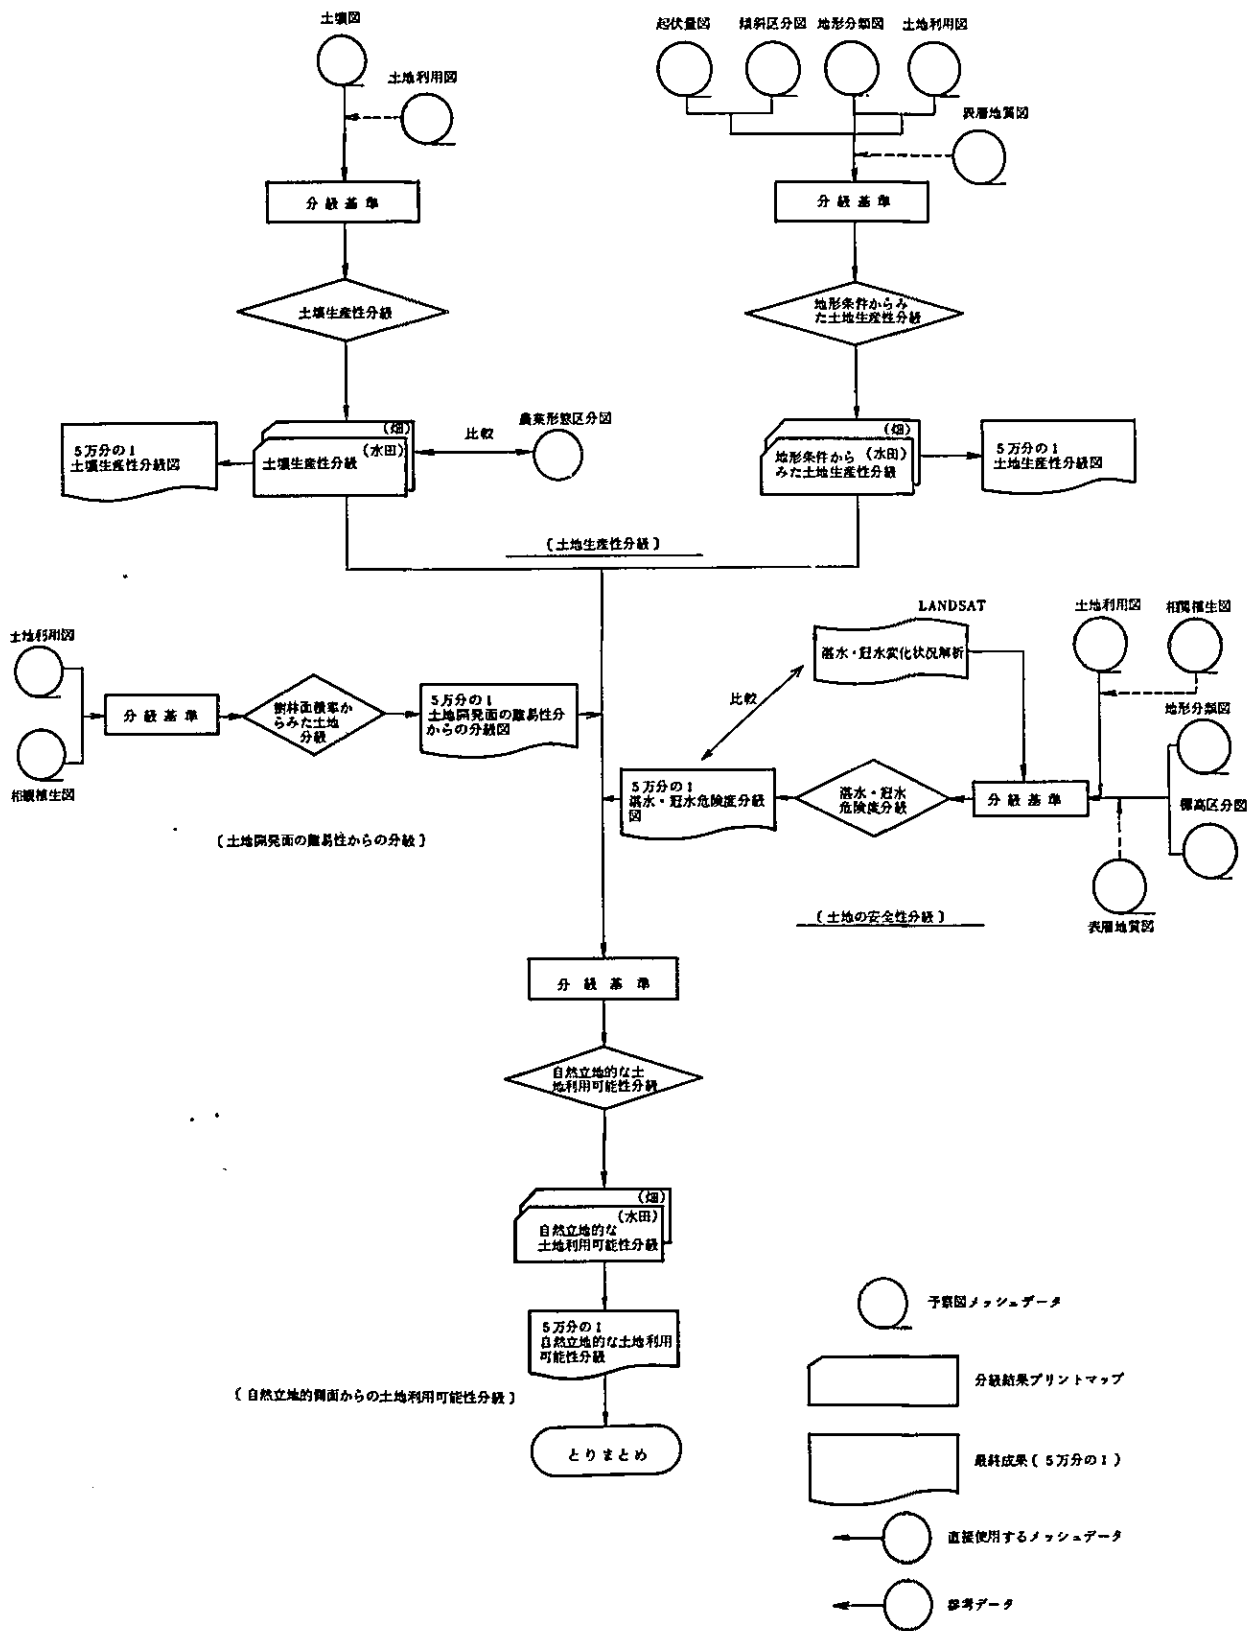 土壌図
土地利用図
分級基準
土壌生産性分級
(畑)
(水田)
土壌生産性分級
5万分の1
土壌生産性分級図
比較
農業形態区分図
起伏量図
傾斜区分図
地形分類図
土地利用図
表層地質図
分級基準
地形条件からみ
た土地生産性分級
(畑)
地形条件から(水田)
みた土地生産性分級
5万分の1
土地生産性分級図
〔土地生産性分級〕
土地利用図
相観植生図
分級基準
樹林面積率か
らみた土地
分級
5万分の1
土地開発面の難易性分
からの分級図
〔土地開発面の難易性からの分級〕
LANDSAT
湛水・冠水変化状況解析
比較
土地利用図
相観植生図
地形分類図
標高区分図
表層地質図
分級基準
湛水・冠水
危険度分級
5万分の1
湛水・冠水危険度分級
図
〔土地の安全性分級〕
分級基準
自然立地的な土
地利用可能性分級
(畑)
(水田)
自然立地的な
土地利用可能性分級
5万分の1
自然立地的な土地利用
可能性分級
〔自然立地的側面からの土地利用可能性分級〕
とりまとめ
予察図メッシュデータ
分級結果プリントマップ
最終成果(5万分の1)
直接使用するメッシュデータ
参考データ